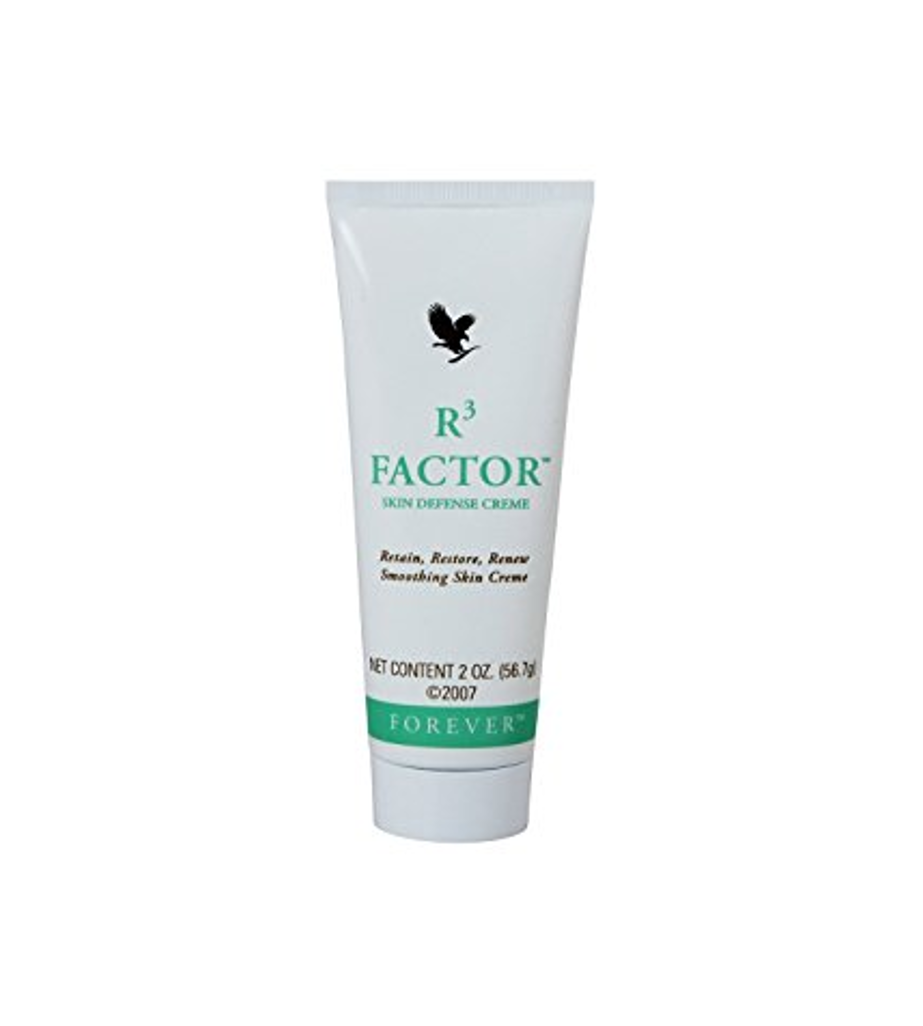 R³
FACTOR™
SKIN DEFENSE CREME
Retain, Restore, Renew
Smoothing Skin Creme
NET CONTENT 2 OZ. (56.7g)
©2007
FOREVER™